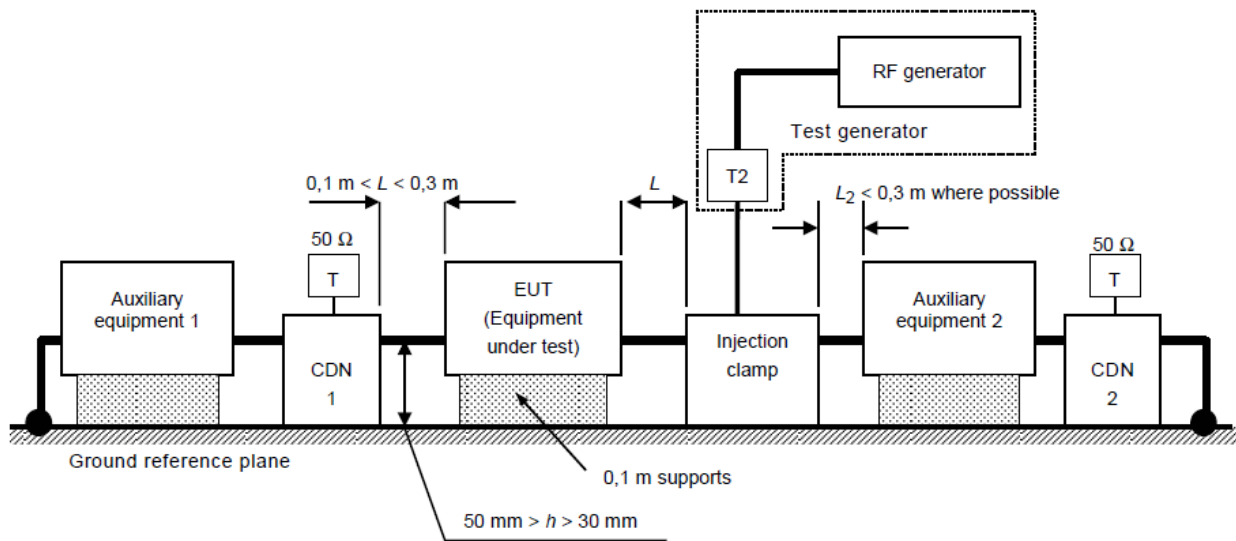 RF generator
Test generator
T2
0,1 m < L < 0,3 m
L
L2 < 0,3 m where possible
50 Ω
T
50 Ω
T
Auxiliary
equipment 1
CDN
1
EUT
(Equipment
under test)
Injection
clamp
Auxiliary
equipment 2
CDN
2
Ground reference plane
0,1 m supports
50 mm > h > 30 mm